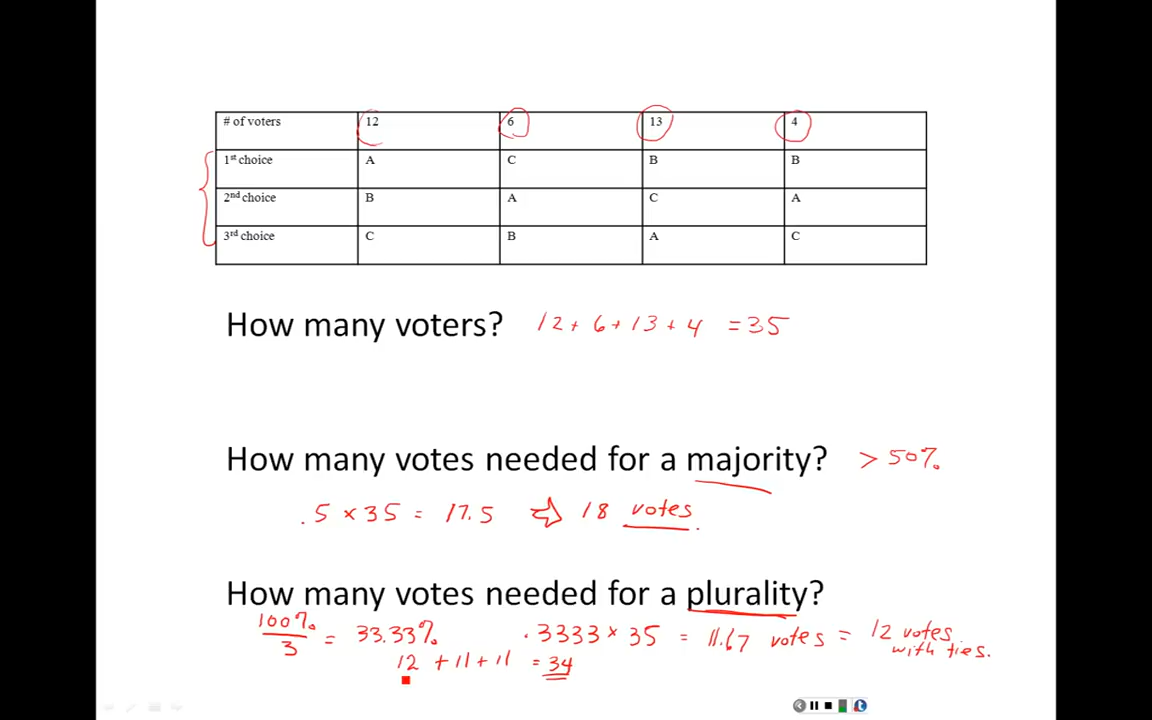 # of voters 12 6 13 4
1st choice A C B B
2nd choice B A C A
3rd choice C B A C
How many voters? 12 + 6 + 13 + 4 = 35
How many votes needed for a majority? > 50%
.5 × 35 = 17.5 ⇒ 18 votes.
How many votes needed for a plurality?
100%/3 = 33.33% .3333 × 35 = 11.67 votes = 12 votes with ties.
12 + 11 + 11 = 34